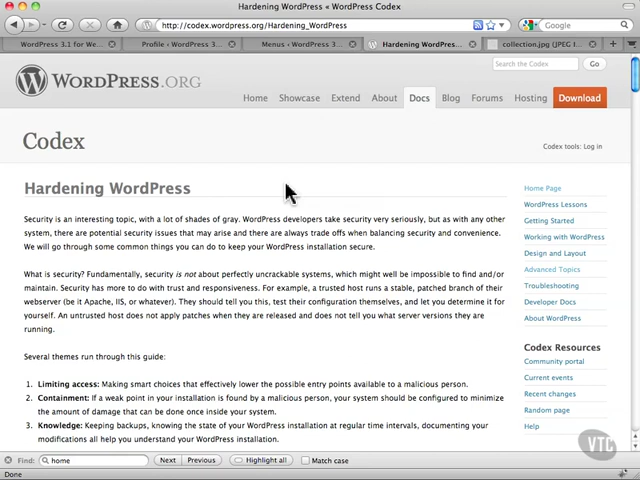 Hardening WordPress « WordPress Codex
http://codex.wordpress.org/Hardening_WordPress
Google
WordPress 3.1 for We...
Profile ‹ WordPress 3....
Menus ‹ WordPress 3....
Hardening WordPress...
collection.jpg (JPEG I...
WORDPRESS.ORG
Search the Codex
Go
Home Showcase Extend About Docs Blog Forums Hosting Download
Codex
Codex tools: Log in
Hardening WordPress
Security is an interesting topic, with a lot of shades of gray. WordPress developers take security very seriously, but as with any other
system, there are potential security issues that may arise and there are always trade offs when balancing security and convenience.
We will go through some common things you can do to keep your WordPress installation secure.
What is security? Fundamentally, security is not about perfectly uncrackable systems, which might well be impossible to find and/or
maintain. Security has more to do with trust and responsiveness. For example, a trusted host runs a stable, patched branch of their
webserver (be it Apache, IIS, or whatever). They should tell you this, test their configuration themselves, and let you determine it for
yourself. An untrusted host does not apply patches when they are released and does not tell you what server versions they are
running.
Several themes run through this guide:
1. Limiting access: Making smart choices that effectively lower the possible entry points available to a malicious person.
2. Containment: If a weak point in your installation is found by a malicious person, your system should be configured to minimize
the amount of damage that can be done once inside your system.
3. Knowledge: Keeping backups, knowing the state of your WordPress installation at regular time intervals, documenting your
modifications all help you understand your WordPress installation.
Home Page
WordPress Lessons
Getting Started
Working with WordPress
Design and Layout
Advanced Topics
Troubleshooting
Developer Docs
About WordPress
Codex Resources
Community portal
Current events
Recent changes
Random page
Help
VTC
Find: home Next Previous Highlight all Match case
Done